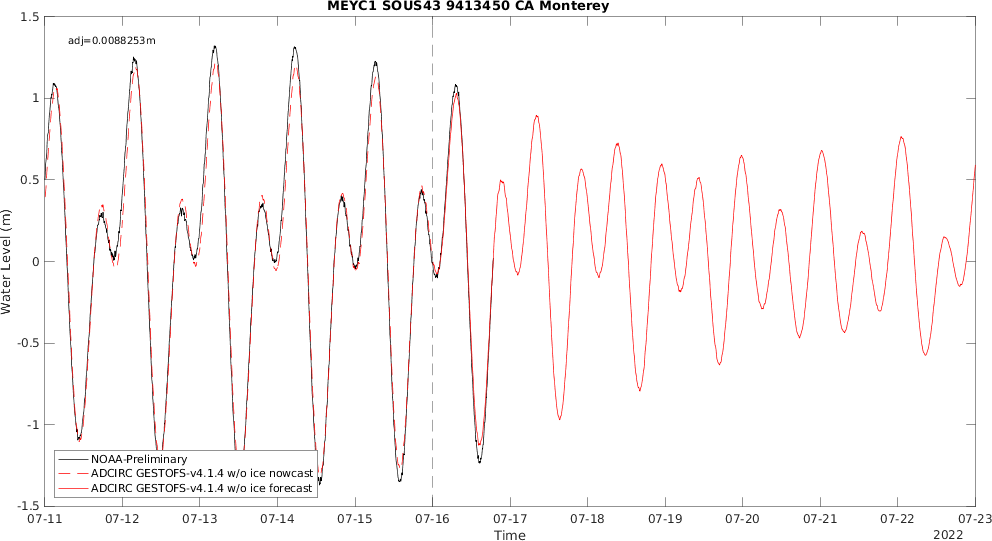 MEYC1 SOUS43 9413450 CA Monterey
1.5
adj=0.0088253m
1
0.5
0
-0.5
-1
-1.5
Water Level (m)
NOAA-Preliminary
ADCIRC GESTOFS-v4.1.4 w/o ice nowcast
ADCIRC GESTOFS-v4.1.4 w/o ice forecast
07-11 07-12 07-13 07-14 07-15 07-16 07-17 07-18 07-19 07-20 07-21 07-22 07-23
Time
2022